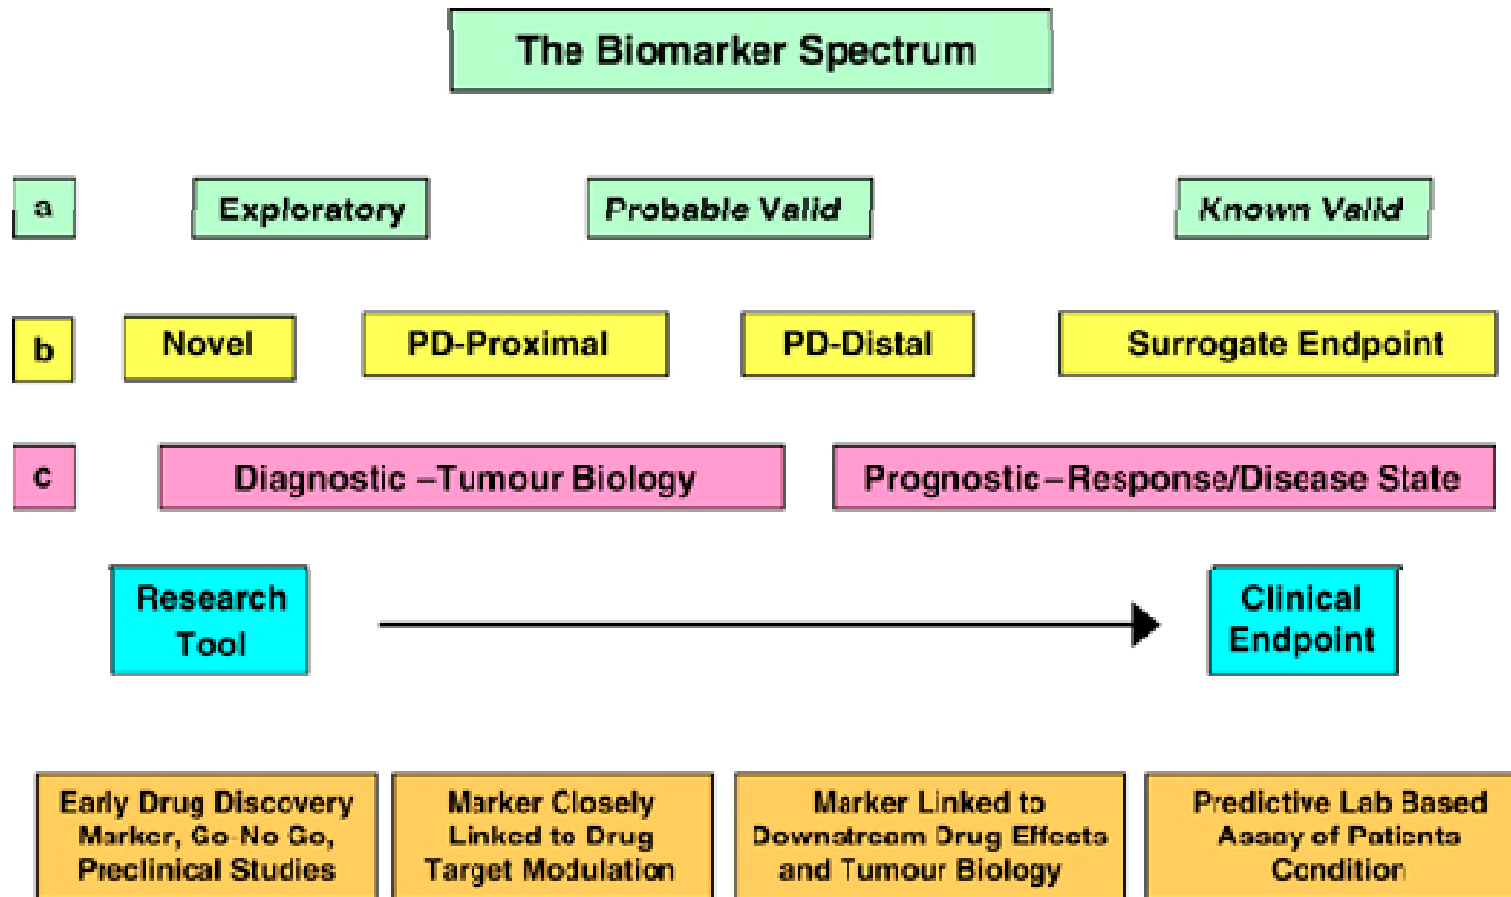 The Biomarker Spectrum
a
Exploratory
Probable Valid
Known Valid
b
Novel
PD-Proximal
PD-Distal
Surrogate Endpoint
c
Diagnostic –Tumour Biology
Prognostic–Response/Disease State
Research
Tool
Clinical
Endpoint
Early Drug Discovery
Marker, Go-No Go,
Preclinical Studies
Marker Closely
Linked to Drug
Target Modulation
Marker Linked to
Downstream Drug Effects
and Tumour Biology
Predictive Lab Based
Assay of Patients
Condition